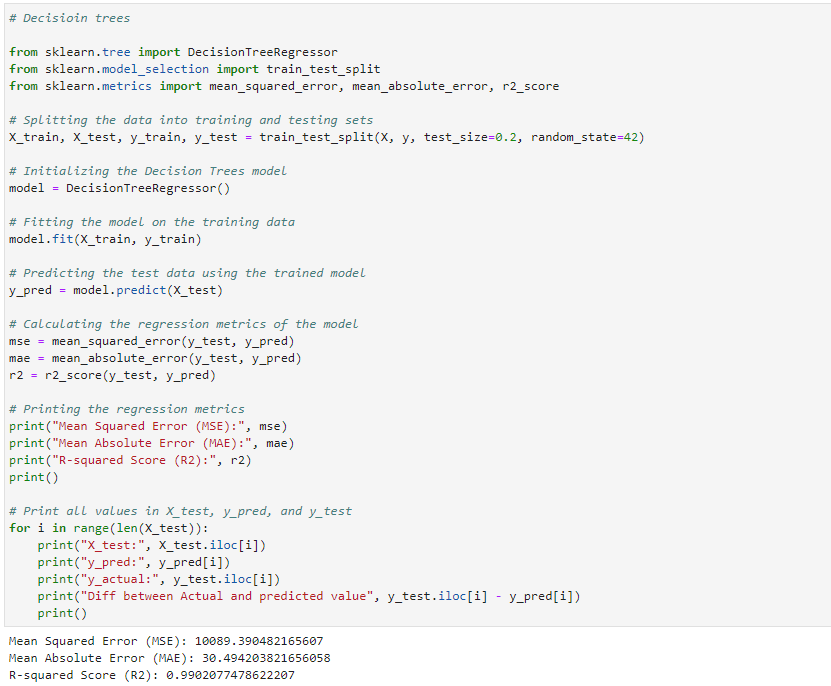 # Decisioin trees
from sklearn.tree import DecisionTreeRegressor
from sklearn.model_selection import train_test_split
from sklearn.metrics import mean_squared_error, mean_absolute_error, r2_score
# Splitting the data into training and testing sets
X_train, X_test, y_train, y_test = train_test_split(X, y, test_size=0.2, random_state=42)
# Initializing the Decision Trees model
model = DecisionTreeRegressor()
# Fitting the model on the training data
model.fit(X_train, y_train)
# Predicting the test data using the trained model
y_pred = model.predict(X_test)
# Calculating the regression metrics of the model
mse = mean_squared_error(y_test, y_pred)
mae = mean_absolute_error(y_test, y_pred)
r2 = r2_score(y_test, y_pred)
# Printing the regression metrics
print("Mean Squared Error (MSE):", mse)
print("Mean Absolute Error (MAE):", mae)
print("R-squared Score (R2):", r2)
print()
# Print all values in X_test, y_pred, and y_test
for i in range(len(X_test)):
    print("X_test:", X_test.iloc[i])
    print("y_pred:", y_pred[i])
    print("y_actual:", y_test.iloc[i])
    print("Diff between Actual and predicted value", y_test.iloc[i] - y_pred[i])
    print()
Mean Squared Error (MSE): 10089.390482165607
Mean Absolute Error (MAE): 30.494203821656058
R-squared Score (R2): 0.9902077478622207